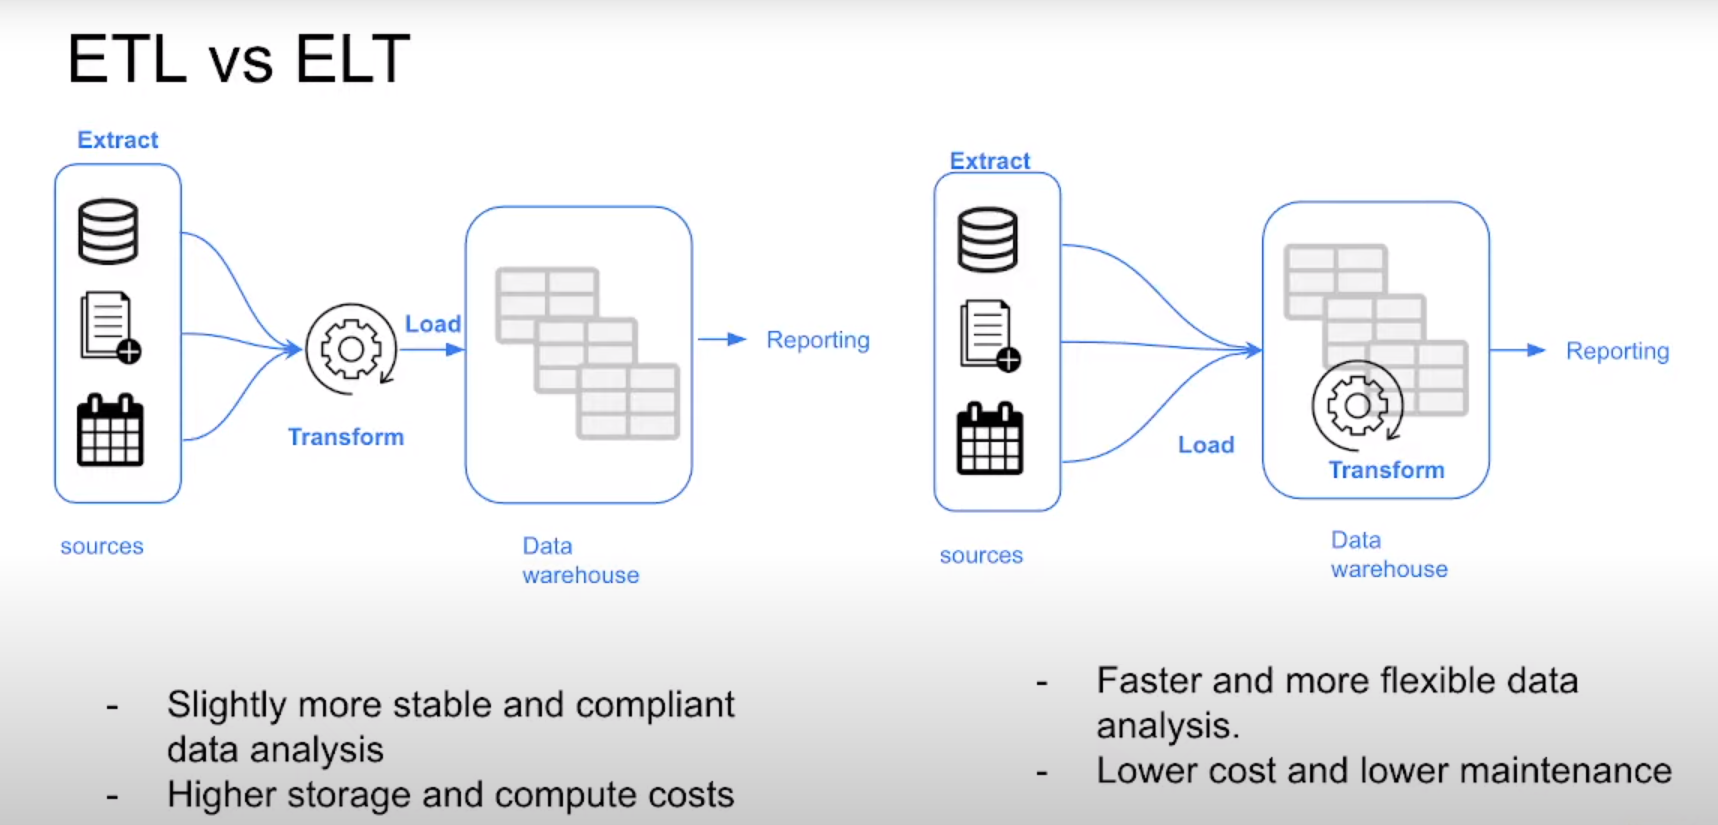 ETL vs ELT
Extract
Load
Transform
Reporting
sources
Data
warehouse
- Slightly more stable and compliant
data analysis
- Higher storage and compute costs
Extract
Load
Transform
Reporting
sources
Data
warehouse
- Faster and more flexible data
analysis.
- Lower cost and lower maintenance